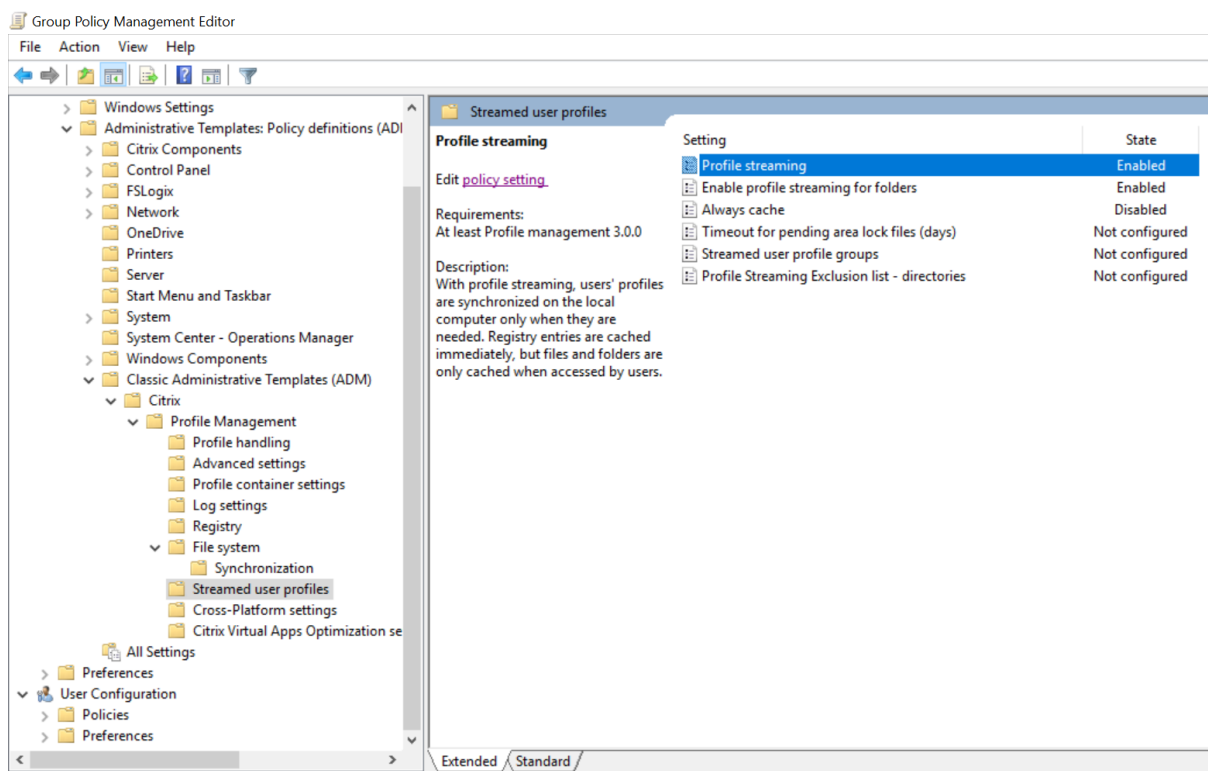 Group Policy Management Editor
File Action View Help
Windows Settings
Administrative Templates: Policy definitions (ADI
Citrix Components
Control Panel
FSLogix
Network
OneDrive
Printers
Server
Start Menu and Taskbar
System
System Center - Operations Manager
Windows Components
Classic Administrative Templates (ADM)
Citrix
Profile Management
Profile handling
Advanced settings
Profile container settings
Log settings
Registry
File system
Synchronization
Streamed user profiles
Cross-Platform settings
Citrix Virtual Apps Optimization se
All Settings
Preferences
User Configuration
Policies
Preferences
Streamed user profiles
Profile streaming
Edit policy setting
Requirements:
At least Profile management 3.0.0
Description:
With profile streaming, users' profiles
are synchronized on the local
computer only when they are
needed. Registry entries are cached
immediately, but files and folders are
only cached when accessed by users.
Setting State
Profile streaming Enabled
Enable profile streaming for folders Enabled
Always cache Disabled
Timeout for pending area lock files (days) Not configured
Streamed user profile groups Not configured
Profile Streaming Exclusion list - directories Not configured
Extended Standard